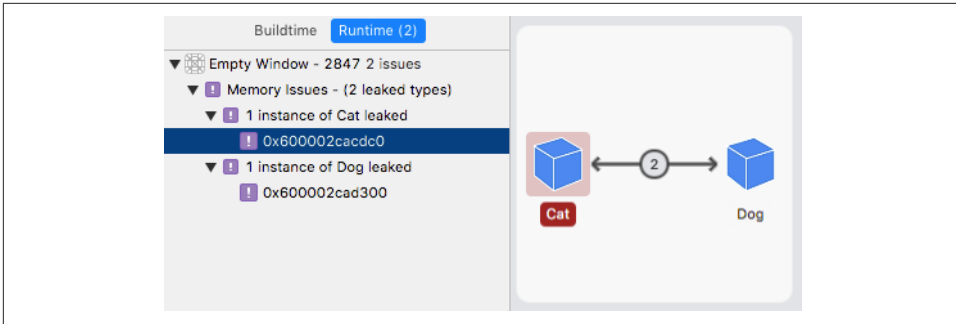 Buildtime Runtime (2)
Empty Window - 2847 2 issues
Memory Issues - (2 leaked types)
1 instance of Cat leaked
0x600002cacdc0
1 instance of Dog leaked
0x600002cad300
2
Cat
Dog